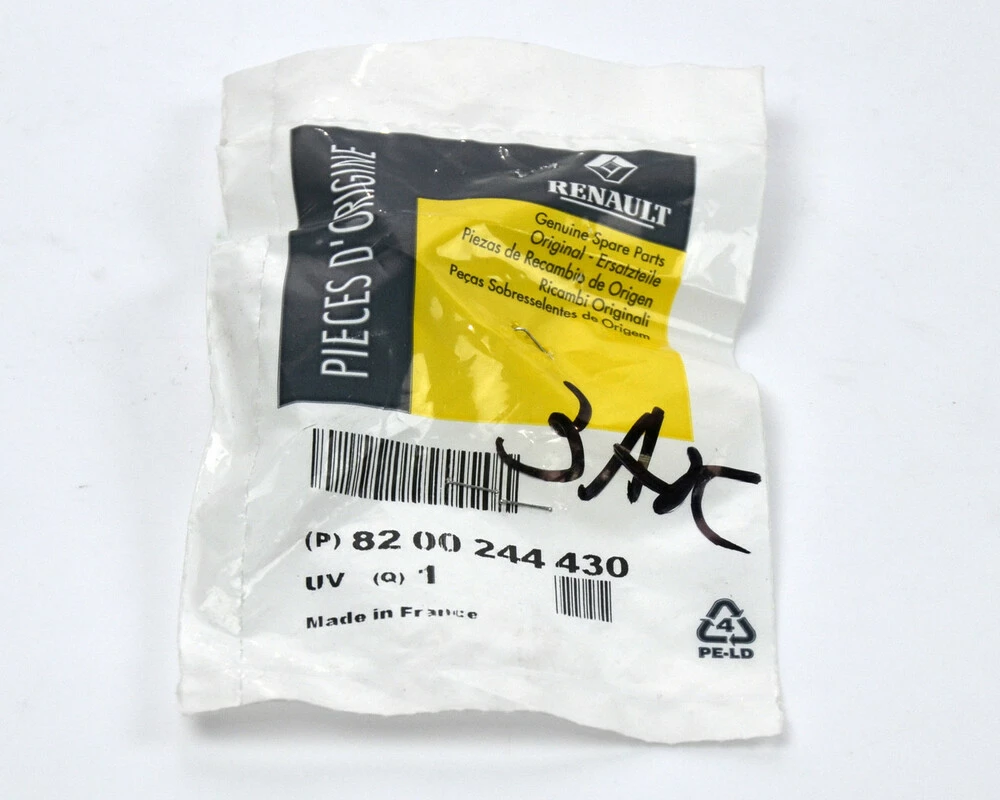 PIECES D'ORIGINE
RENAULT
Genuine Spare Parts
Original - Ersatzteile
Piezas de Recambio de Origen
Ricambi Originali
Peças Sobresselentes de Origem
(P) 82 00 244 430
UV (Q) 1
Made in France
4
PE-LD